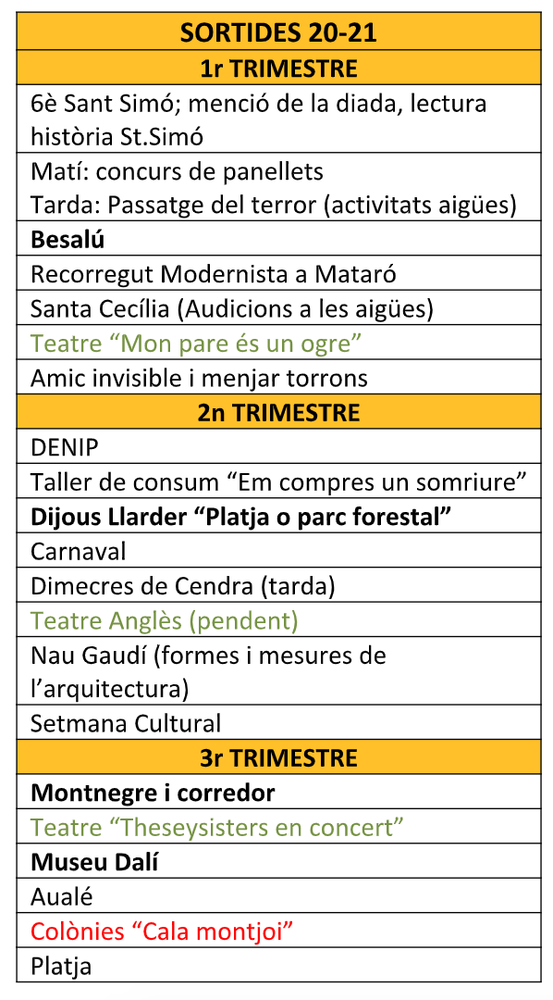 SORTIDES 20-21
1r TRIMESTRE
6è Sant Simó; menció de la diada, lectura
història St.Simó
Matí: concurs de panellets
Tarda: Passatge del terror (activitats aigües)
Besalú
Recorregut Modernista a Mataró
Santa Cecília (Audicions a les aigües)
Teatre “Mon pare és un ogre”
Amic invisible i menjar torrons
2n TRIMESTRE
DENIP
Taller de consum “Em compres un somriure”
Dijous Llarder “Platja o parc forestal”
Carnaval
Dimecres de Cendra (tarda)
Teatre Anglès (pendent)
Nau Gaudí (formes i mesures de
l’arquitectura)
Setmana Cultural
3r TRIMESTRE
Montnegre i corredor
Teatre “Theseysisters en concert”
Museu Dalí
Aualé
Colònies “Cala montjoi”
Platja